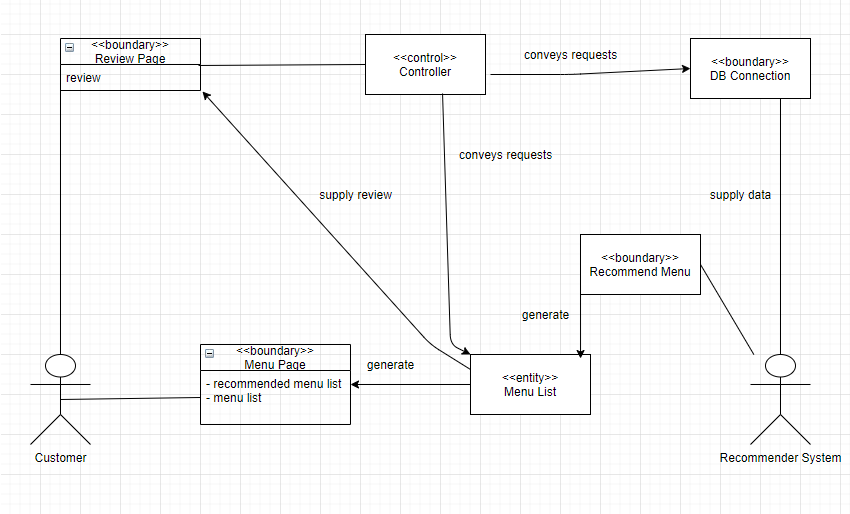 <<boundary>>
Review Page
review
<<control>>
Controller
conveys requests
<<boundary>>
DB Connection
conveys requests
supply review
supply data
<<boundary>>
Recommend Menu
generate
<<boundary>>
Menu Page
- recommended menu list
- menu list
generate
<<entity>>
Menu List
Customer
Recommender System